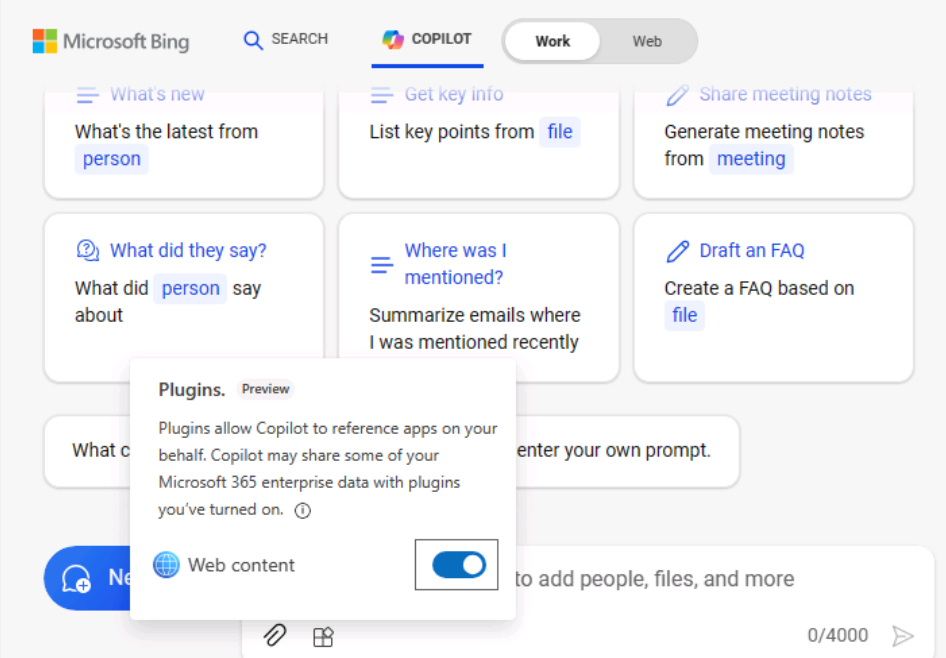 Microsoft Bing
SEARCH
COPILOT
Work
Web
What's new
What's the latest from
person
Get key info
List key points from file
Share meeting notes
Generate meeting notes
from meeting
What did they say?
What did person say
about
Where was I
mentioned?
Summarize emails where
I was mentioned recently
Draft an FAQ
Create a FAQ based on
file
Plugins. Preview
Plugins allow Copilot to reference apps on your
behalf. Copilot may share some of your
Microsoft 365 enterprise data with plugins
you've turned on.
Web content
What
enter your own prompt.
to add people, files, and more
0/4000